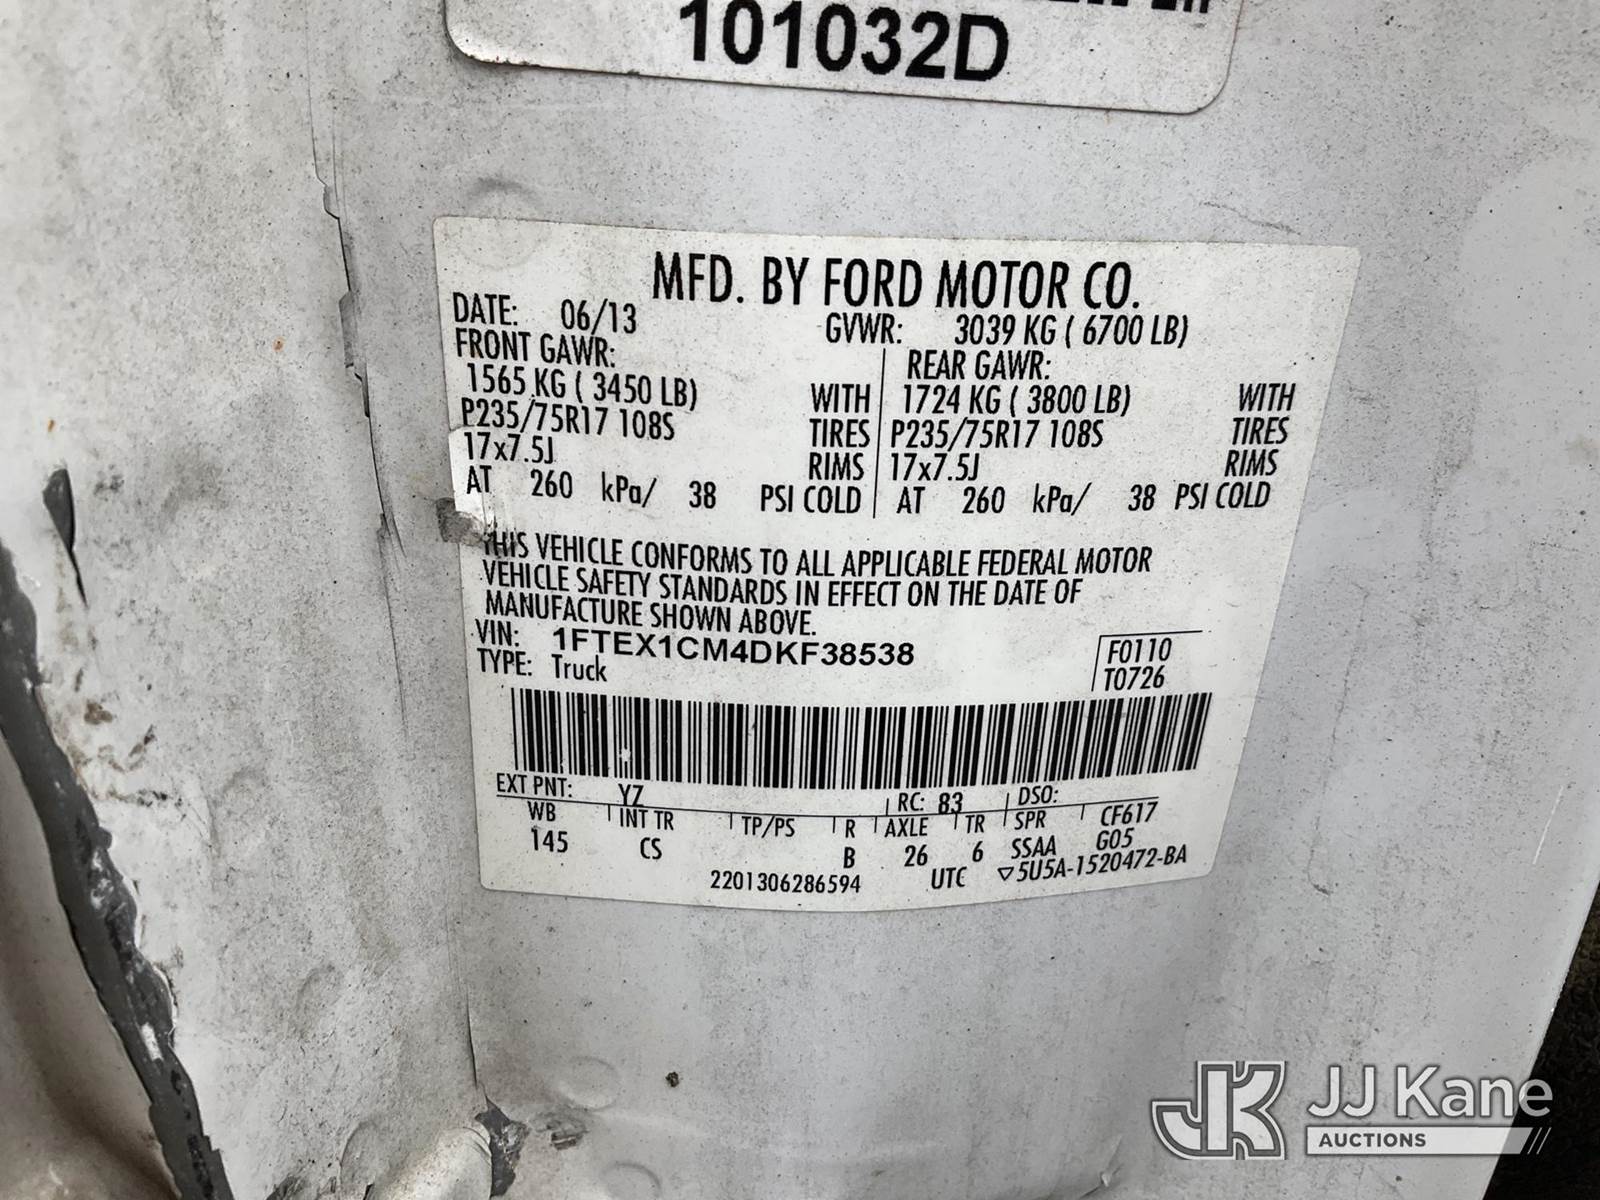 101032D
MFD. BY FORD MOTOR CO.
DATE: 06/13 GVWR: 3039 KG ( 6700 LB)
FRONT GAWR: REAR GAWR:
1565 KG ( 3450 LB) WITH 1724 KG ( 3800 LB) WITH
P235/75R17 108S TIRES P235/75R17 108S TIRES
17x7.5J RIMS 17x7.5J RIMS
AT 260 kPa/ 38 PSI COLD AT 260 kPa/ 38 PSI COLD
THIS VEHICLE CONFORMS TO ALL APPLICABLE FEDERAL MOTOR
VEHICLE SAFETY STANDARDS IN EFFECT ON THE DATE OF
MANUFACTURE SHOWN ABOVE.
VIN: 1FTEX1CM4DKF38538 F0110
TYPE: Truck T0726
EXT PNT: YZ RC: 83 DSO:
WB INT TR TP/PS R AXLE TR SPR CF617
145 CS B 26 6 SSAA G05
2201306286594 UTC ▽5U5A-1520472-BA
JK JJ Kane
AUCTIONS